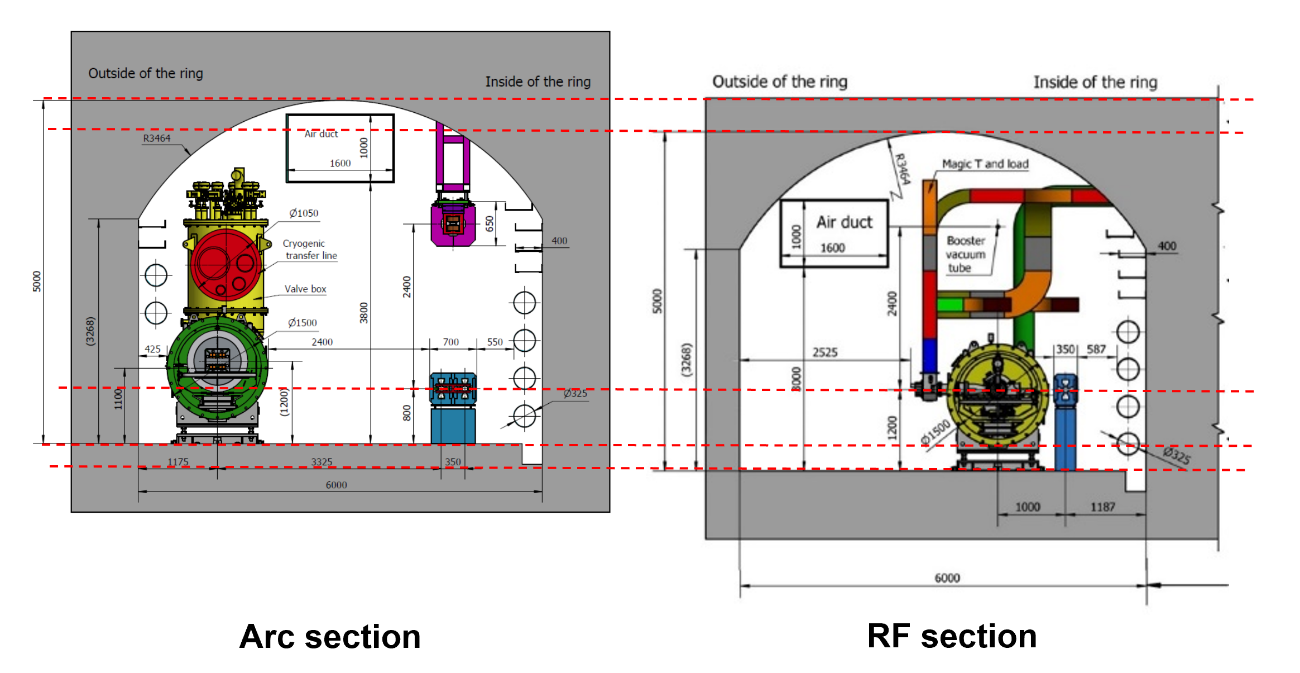 Outside of the ring
Inside of the ring
R3464
Air duct
1000
1600
Ø1050
Cryogenic
transfer line
Valve box
Ø1500
650
400
5000
(3268)
2400
3800
425
2400
700
550
1100
(1200)
800
Ø325
1175
3325
350
6000
Arc section
Outside of the ring
Inside of the ring
R3464
Magic T and load
Air duct
1000
1600
Booster
vacuum
tube
400
5000
(3268)
2400
2525
350
587
1200
Ø1500
Ø325
1000
1187
6000
RF section